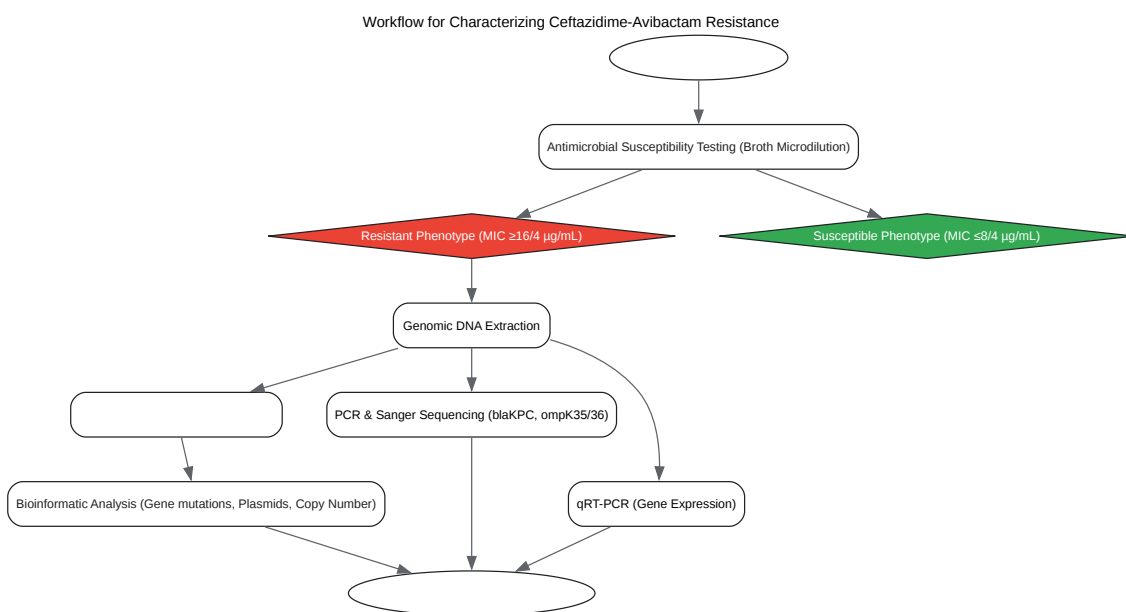 Workflow for Characterizing Ceftazidime-Avibactam Resistance
Antimicrobial Susceptibility Testing (Broth Microdilution)
Resistant Phenotype (MIC ≥16/4 µg/mL)
Susceptible Phenotype (MIC ≤8/4 µg/mL)
Genomic DNA Extraction
PCR & Sanger Sequencing (blaKPC, ompK35/36)
Bioinformatic Analysis (Gene mutations, Plasmids, Copy Number)
qRT-PCR (Gene Expression)